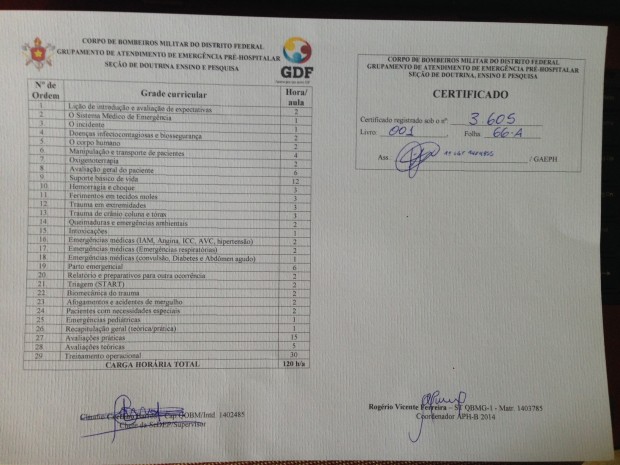 CORPO DE BOMBEIROS MILITAR DO DISTRITO FEDERAL
GRUPAMENTO DE ATENDIMENTO DE EMERGÊNCIA PRÉ-HOSPITALAR
SEÇÃO DE DOUTRINA ENSINO E PESQUISA
GDF
Nº de Ordem Grade curricular Hora/aula
1. Lição de introdução e avaliação de expectativas 2
2. O Sistema Médico de Emergência 1
3. O incidente 3
4. Doenças infectocontagiosas e biossegurança 2
5. O corpo humano 2
6. Manipulação e transporte de pacientes 4
7. Oxigenoterapia 2
8. Avaliação geral do paciente 6
9. Suporte básico de vida 12
10. Hemorragia e choque 3
11. Ferimentos em tecidos moles 3
12. Trauma em extremidades 3
13. Trauma de crânio coluna e tórax 3
14. Queimaduras e emergências ambientais 2
15. Intoxicações 1
16. Emergências médicas (IAM, Angina, ICC, AVC, hipertensão) 2
17. Emergências médicas (Emergências respiratórias) 2
18. Emergências médicas (convulsão, Diabetes e Abdômen agudo) 1
19. Parto emergencial 6
20. Relatório e preparativos para outra ocorrência 2
21. Triagem (START) 2
22. Biomecânica do trauma 2
23. Afogamentos e acidentes de mergulho 2
24. Pacientes com necessidades especiais 2
25. Emergências pediátricas 1
26. Recapitulação geral (teórica/prática) 1
27. Avaliações práticas 15
28. Avaliações teóricas 5
29. Treinamento operacional 30
CARGA HORÁRIA TOTAL 120 h/a
Cap. QOBM/Intd. 1402485
Chefe da SeDEP/Supervisor
CORPO DE BOMBEIROS MILITAR DO DISTRITO FEDERAL
GRUPAMENTO DE ATENDIMENTO DE EMERGÊNCIA PRÉ-HOSPITALAR
SEÇÃO DE DOUTRINA, ENSINO E PESQUISA
CERTIFICADO
Certificado registrado sob o nº: 3.605
Livro: 001, Folha 66-A
Ass. / GAEPH
Rogério Vicente Ferreira – ST QBMG-1 - Matr: 1403785
Coordenador APH-B 2014